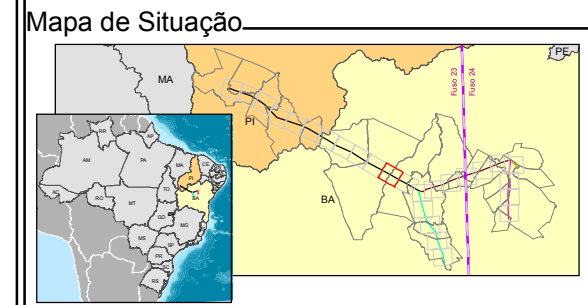 Mapa de Situação
MA
PI
BA
PE
Fuso 23
Fuso 24
RR
AP
AM
PA
MA
CE
PI
AC
RO
TO
BA
MT
GO
MG
MS
SP
PR
SC
RS